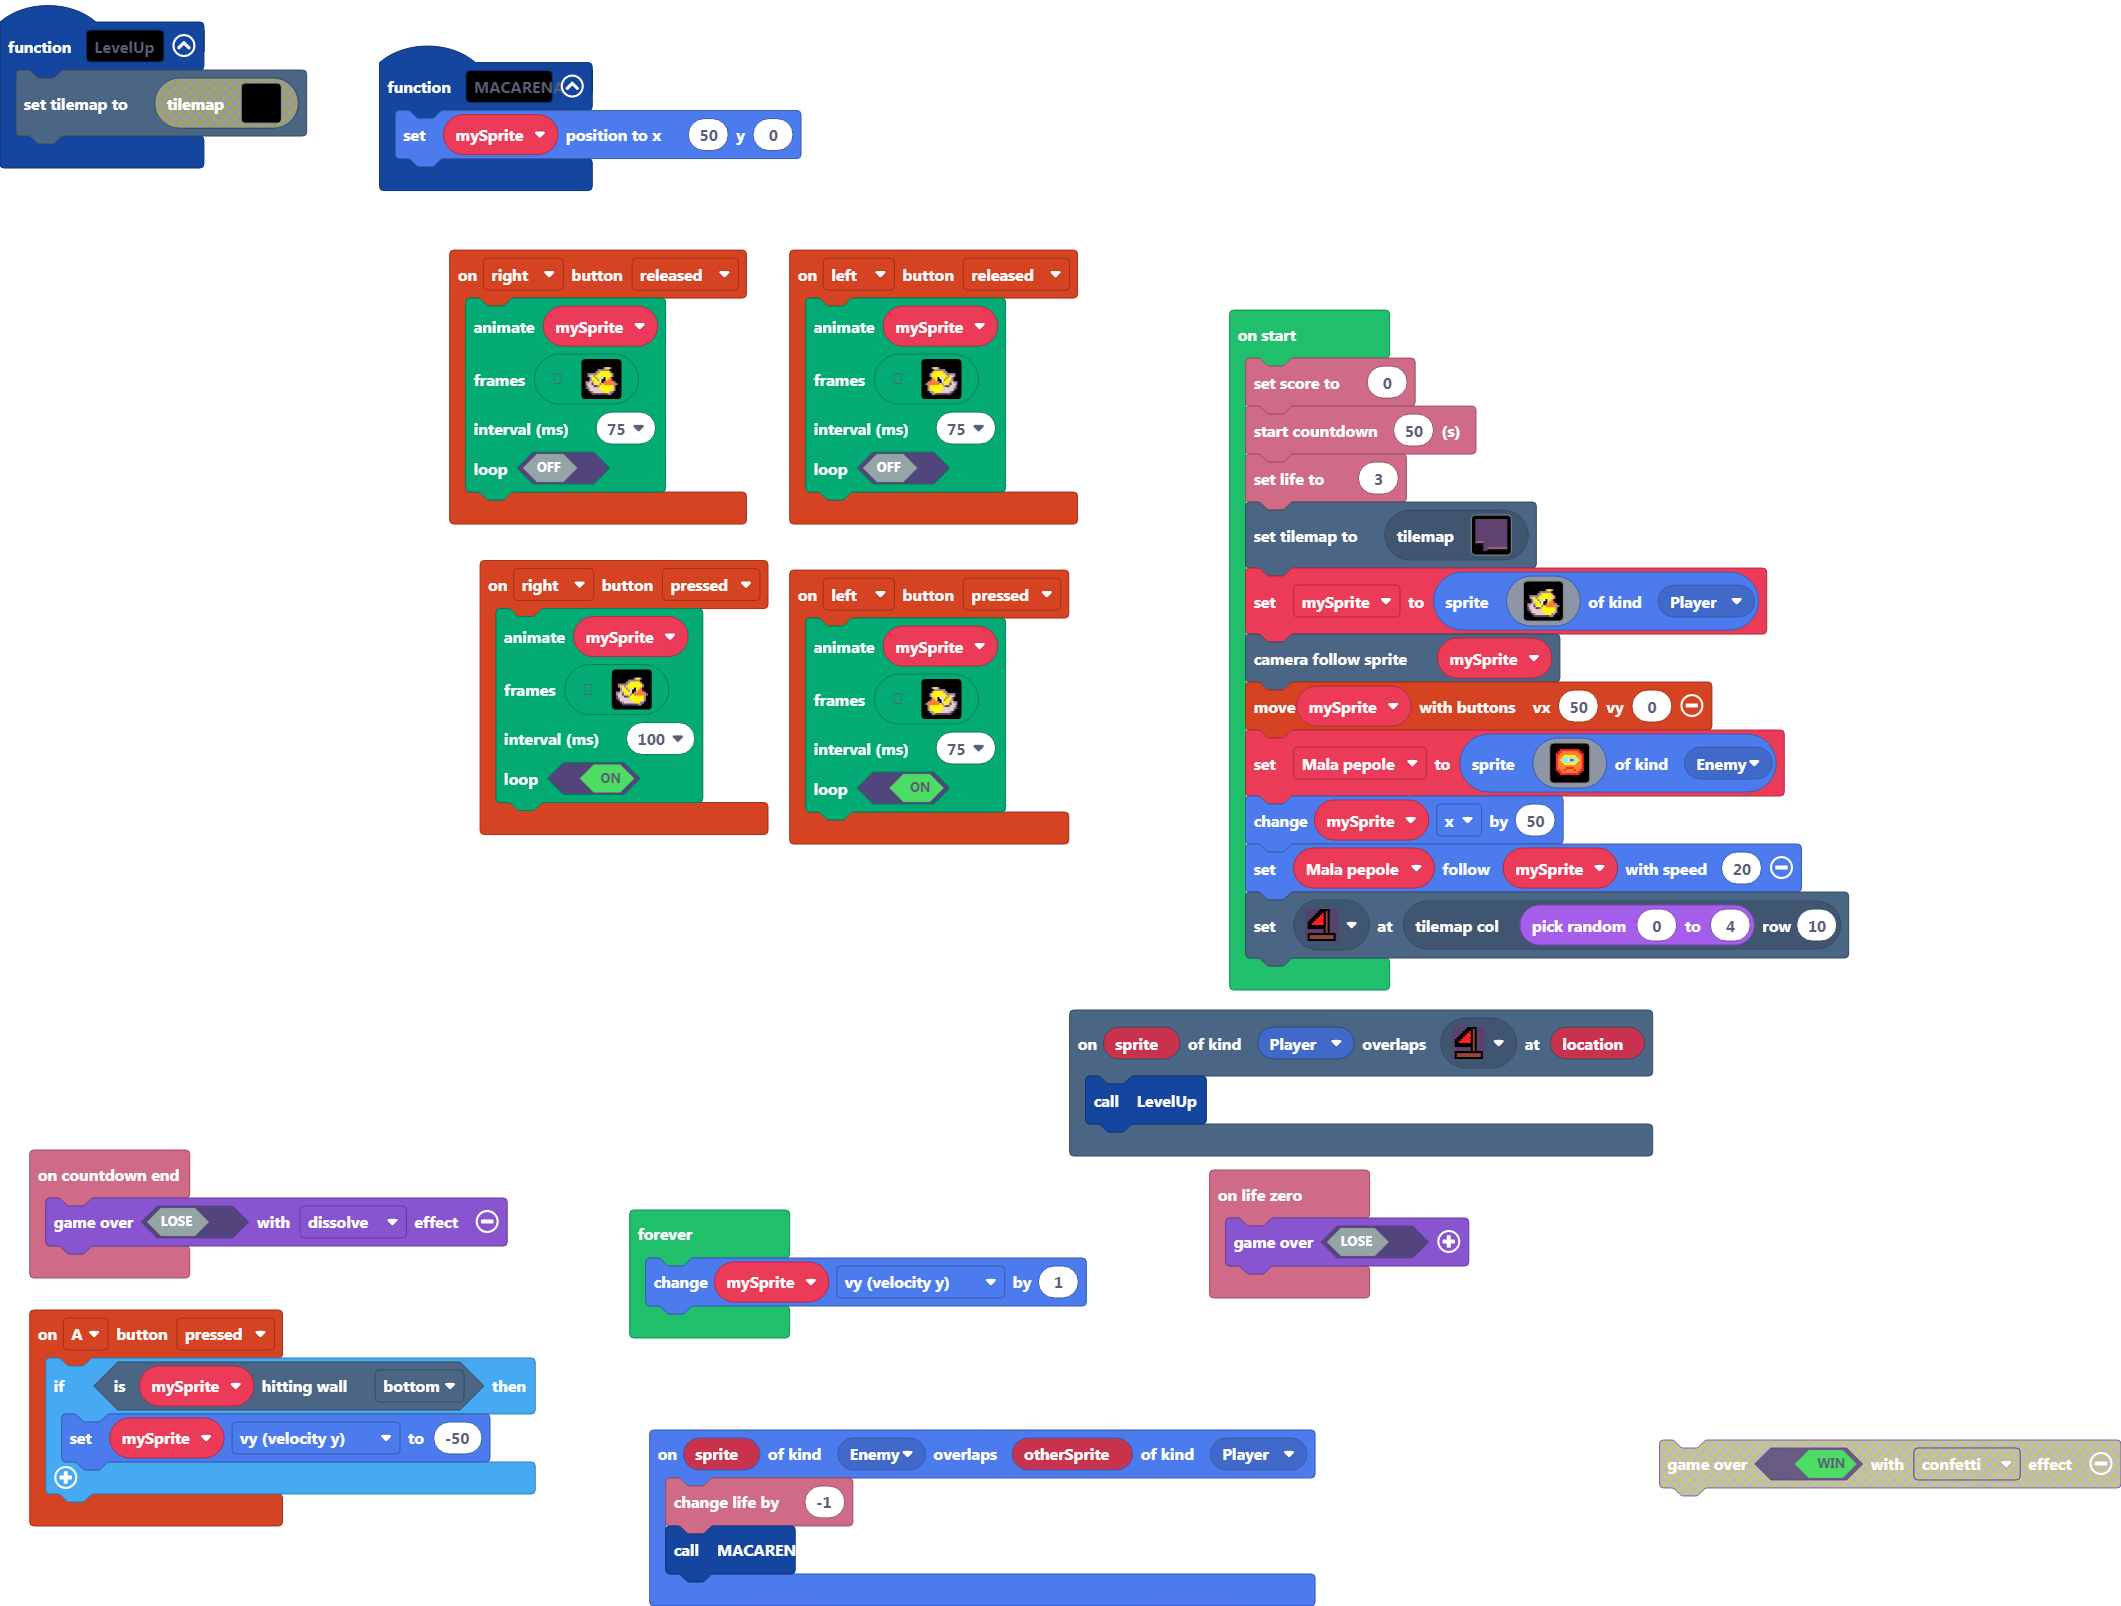 function LevelUp
set tilemap to tilemap
function MACARENA
set mySprite position to x 50 y 0
on right button released
animate mySprite
frames
interval (ms) 75
loop OFF
on left button released
animate mySprite
frames
interval (ms) 75
loop OFF
on right button pressed
animate mySprite
frames
interval (ms) 100
loop ON
on left button pressed
animate mySprite
frames
interval (ms) 75
loop ON
on start
set score to 0
start countdown 50 (s)
set life to 3
set tilemap to tilemap
set mySprite to sprite of kind Player
camera follow sprite mySprite
move mySprite with buttons vx 50 vy 0
set Mala pepole to sprite of kind Enemy
change mySprite x by 50
set Mala pepole follow mySprite with speed 20
set at tilemap col pick random 0 to 4 row 10
on sprite of kind Player overlaps at location
call LevelUp
on countdown end
game over LOSE with dissolve effect
forever
change mySprite vy (velocity y) by 1
on life zero
game over LOSE
on A button pressed
if is mySprite hitting wall bottom then
set mySprite vy (velocity y) to -50
on sprite of kind Enemy overlaps otherSprite of kind Player
change life by -1
call MACAREN
game over WIN with confetti effect